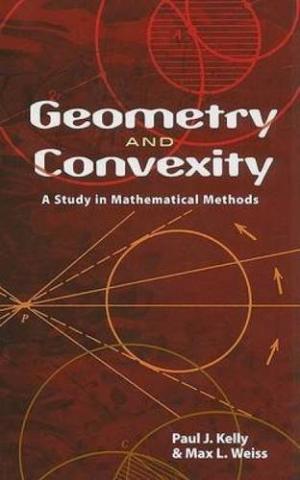 A
Geometry
AND
Convexity
A Study in Mathematical Methods
P
Paul J. Kelly
& Max L. Weiss
C